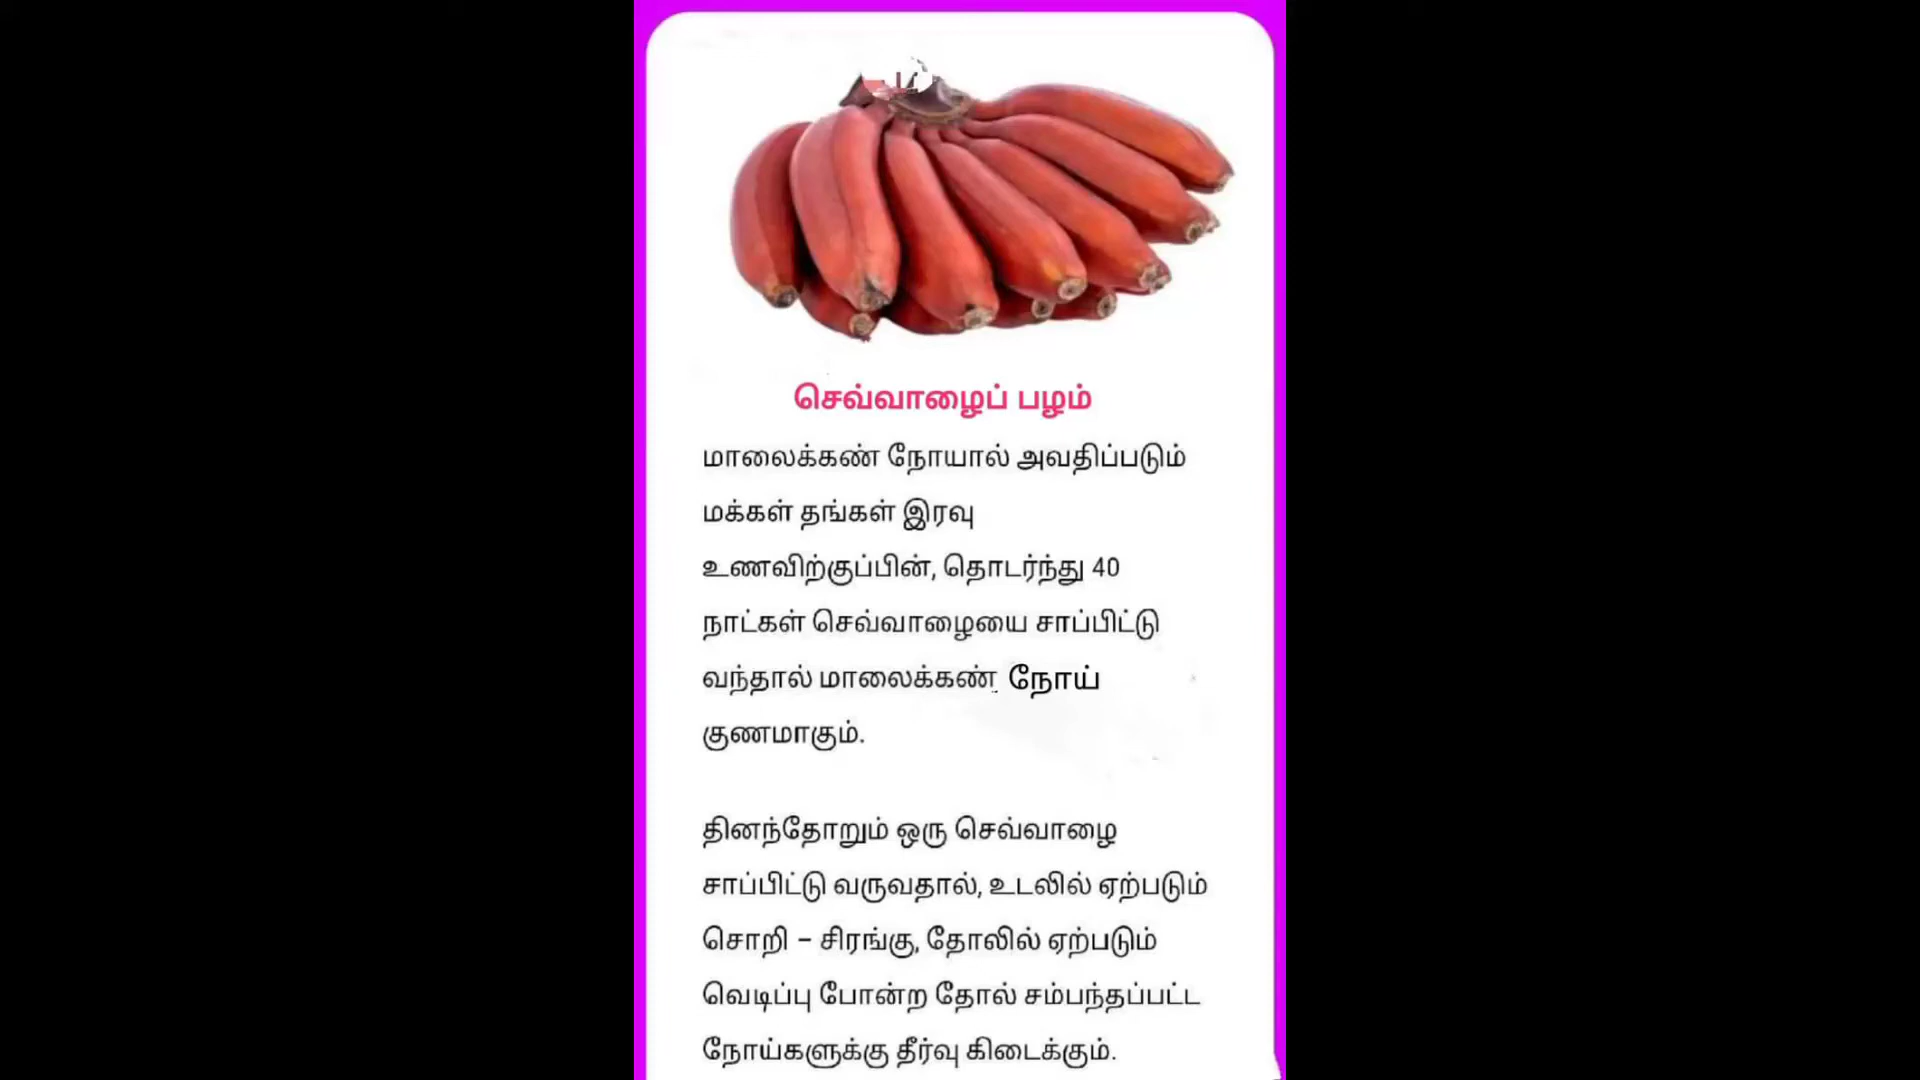 செவ்வாழைப் பழம்
மாலைக்கண் நோயால் அவதிப்படும்
மக்கள் தங்கள் இரவு
உணவிற்குப்பின், தொடர்ந்து 40
நாட்கள் செவ்வாழையை சாப்பிட்டு
வந்தால் மாலைக்கண் நோய்
குணமாகும்.
தினந்தோறும் ஒரு செவ்வாழை
சாப்பிட்டு வருவதால், உடலில் ஏற்படும்
சொறி – சிரங்கு, தோலில் ஏற்படும்
வெடிப்பு போன்ற தோல் சம்பந்தப்பட்ட
நோய்களுக்கு தீர்வு கிடைக்கும்.